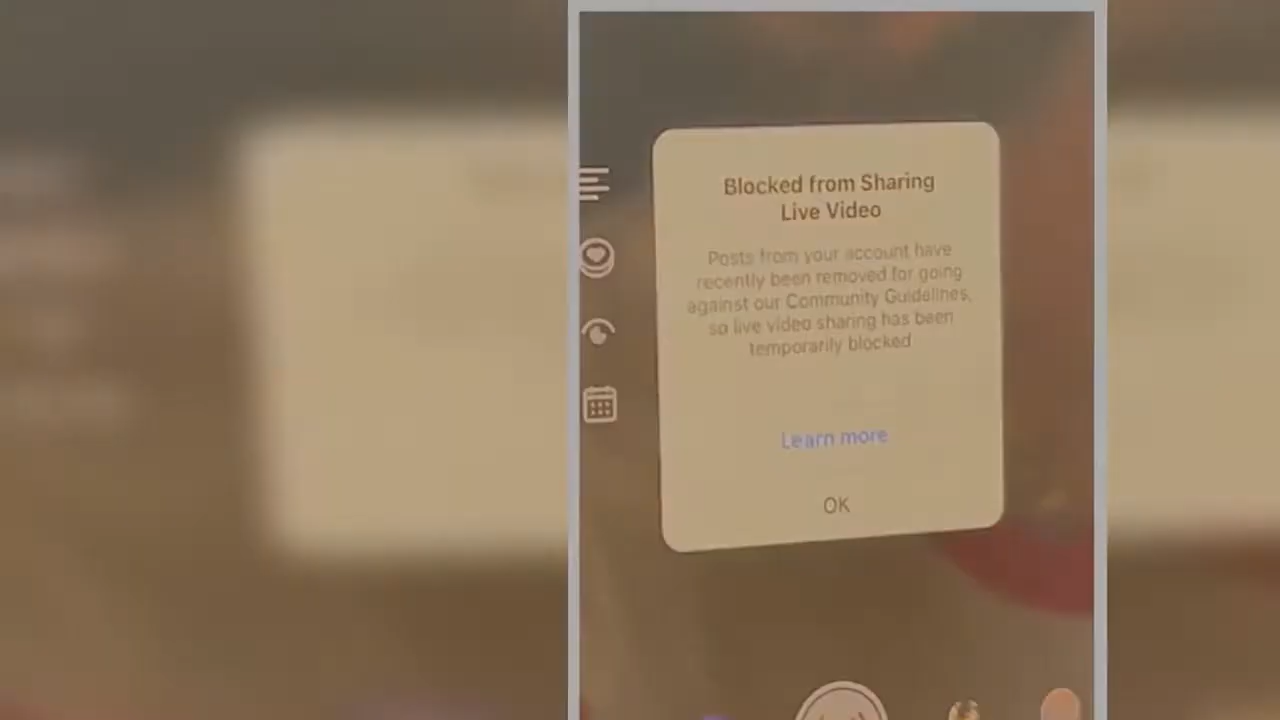 Blocked from Sharing
Live Video
Posts from your account have
recently been removed for going
against our Community Guidelines,
so live video sharing has been
temporarily blocked
Learn more
OK